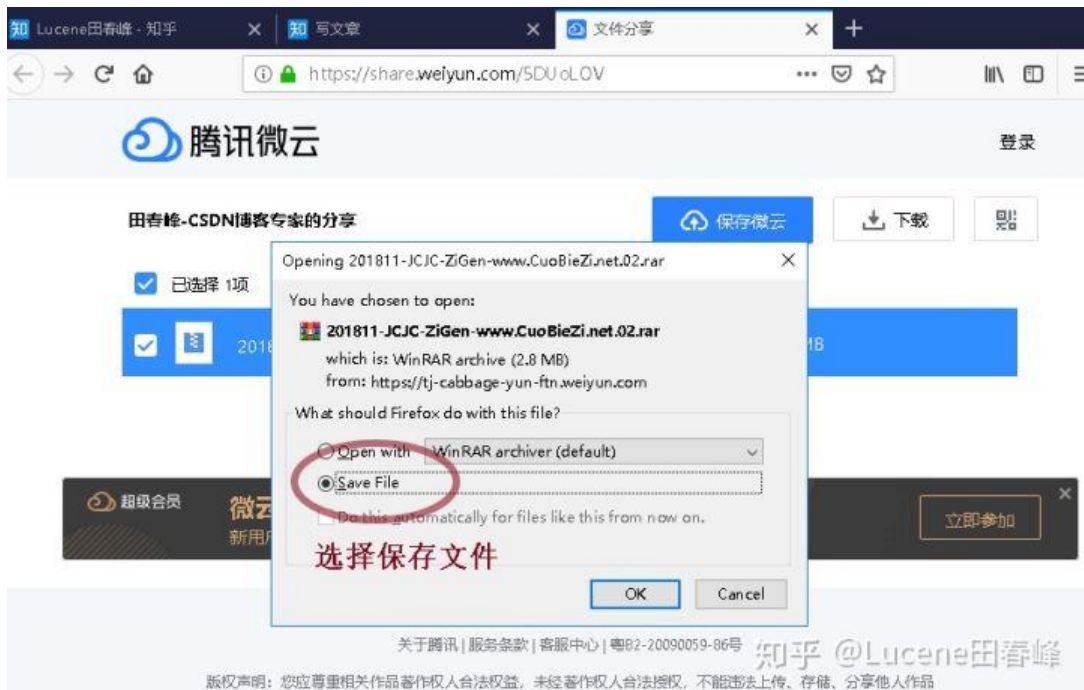 Lucene田春峰 - 知乎
写文章
文件分享
https://share.weiyun.com/5DUoLOV
腾讯微云
登录
田春峰-CSDN博客专家的分享
保存微云
下载
已选择 1项
2018
MB
Opening 201811-JCJC-ZiGen-www.CuoBieZi.net.02.rar
You have chosen to open:
201811-JCJC-ZiGen-www.CuoBieZi.net.02.rar
which is: WinRAR archive (2.8 MB)
from: https://tj-cabbage-yun-ftn.weiyun.com
What should Firefox do with this file?
Open with WinRAR archiver (default)
Save File
Do this automatically for files like this from now on.
选择保存文件
OK
Cancel
超级会员
微云
新用户
立即参加
关于腾讯 | 服务条款 | 客服中心 | 粤B2-20090059-86号
知乎 @Lucene田春峰
版权声明：您应尊重相关作品著作权人合法权益，未经著作权人合法授权，不能违法上传、存储、分享他人作品